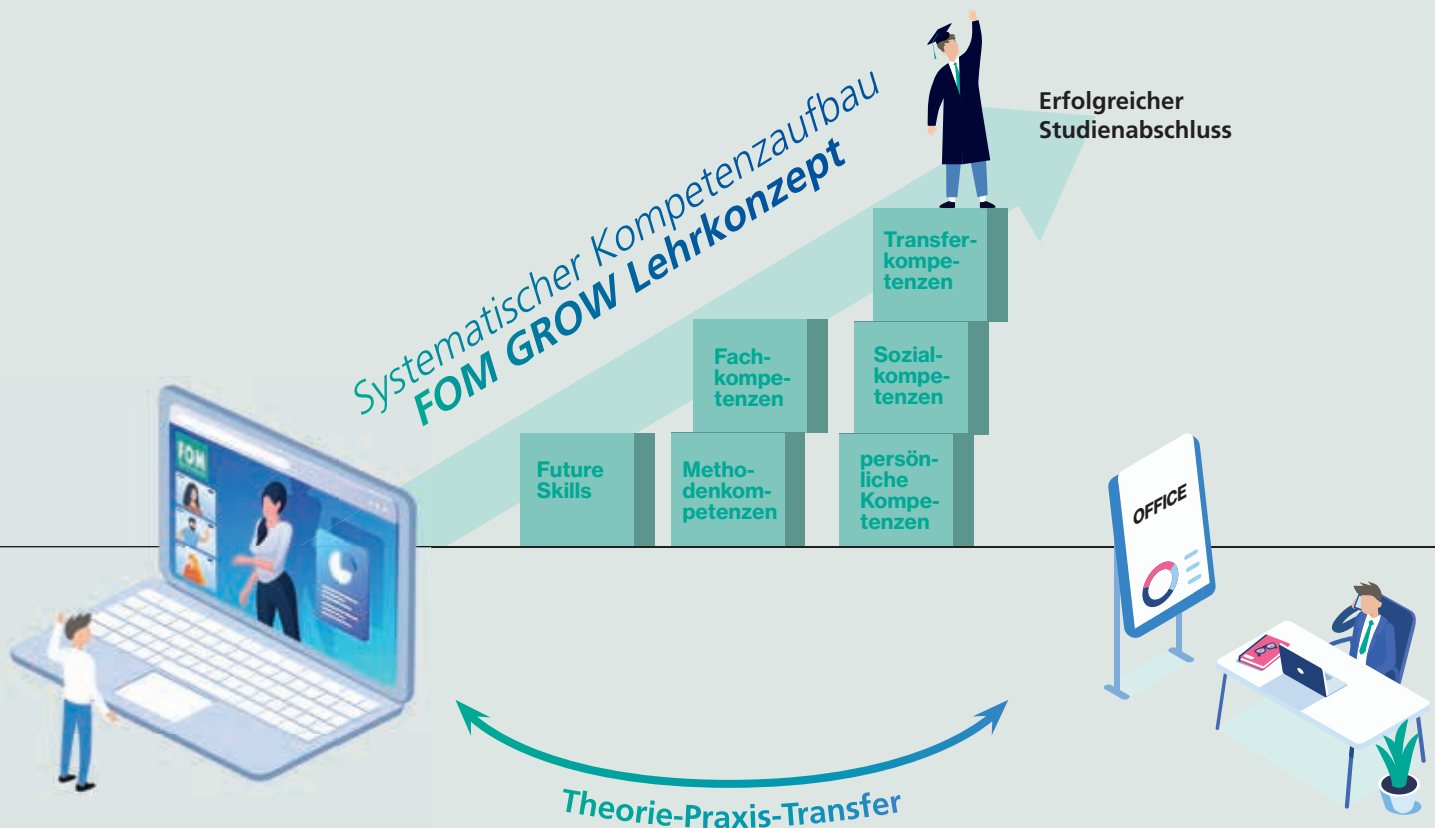 Erfolgreicher
Studienabschluss
Systematischer Kompetenzaufbau
FOM GROW Lehrkonzept
Transfer-
kompe-
tenzen
Fach-
kompe-
tenzen
Sozial-
kompe-
tenzen
Future
Skills
Metho-
denkom-
petenzen
persön-
liche
Kompe-
tenzen
FOM
OFFICE
Theorie-Praxis-Transfer